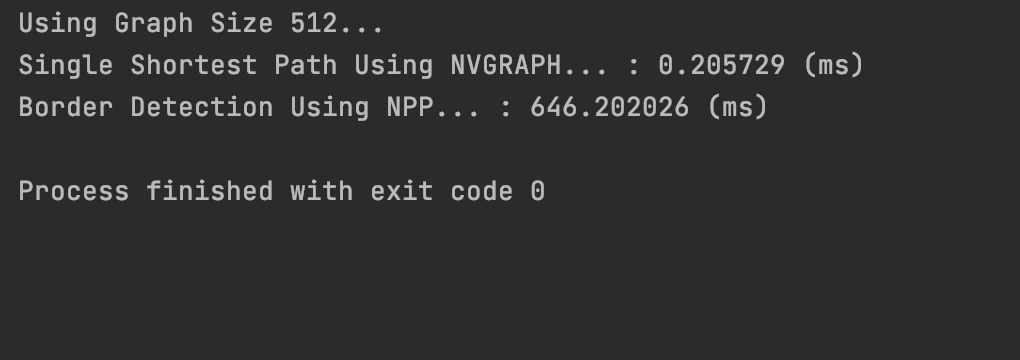 Using Graph Size 512...
Single Shortest Path Using NVGRAPH... : 0.205729 (ms)
Border Detection Using NPP... : 646.202026 (ms)
Process finished with exit code 0